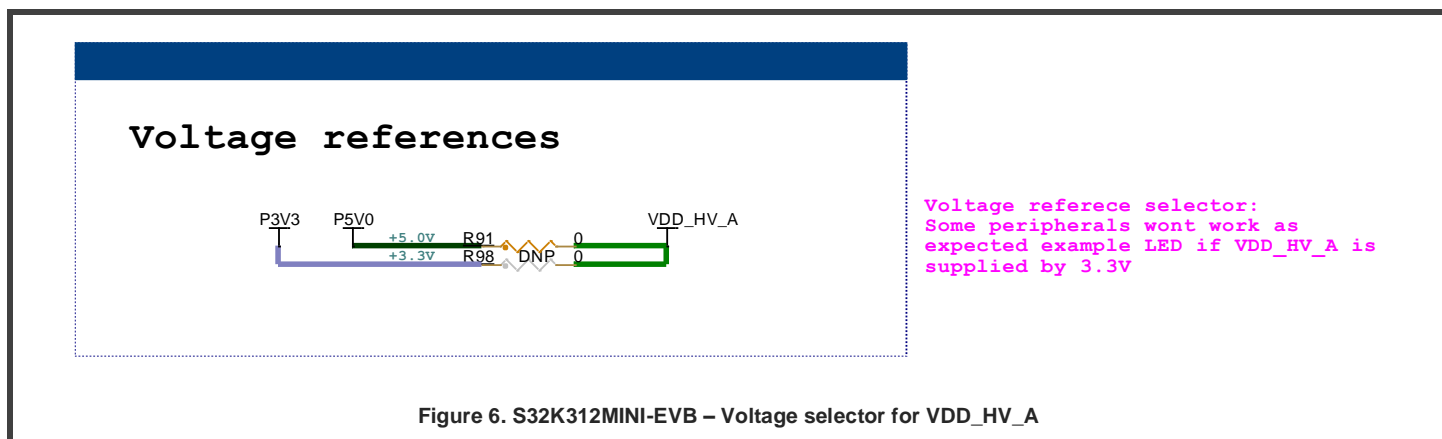 Voltage references
P3V3 P5V0 VDD_HV_A
+5.0V R91 0
+3.3V R98 DNP 0
Voltage referece selector:
Some peripherals wont work as
expected example LED if VDD_HV_A is
supplied by 3.3V
Figure 6. S32K312MINI-EVB – Voltage selector for VDD_HV_A